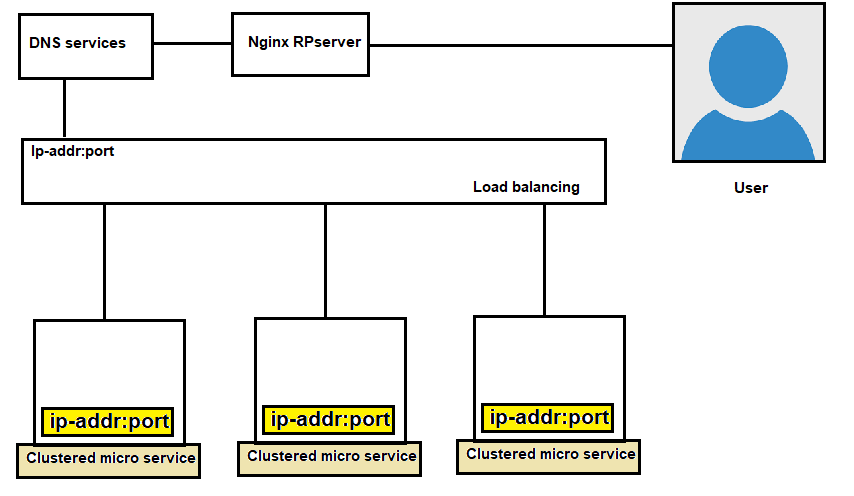 DNS services
Nginx RPserver
Ip-addr:port
Load balancing
User
ip-addr:port
ip-addr:port
ip-addr:port
Clustered micro service
Clustered micro service
Clustered micro service